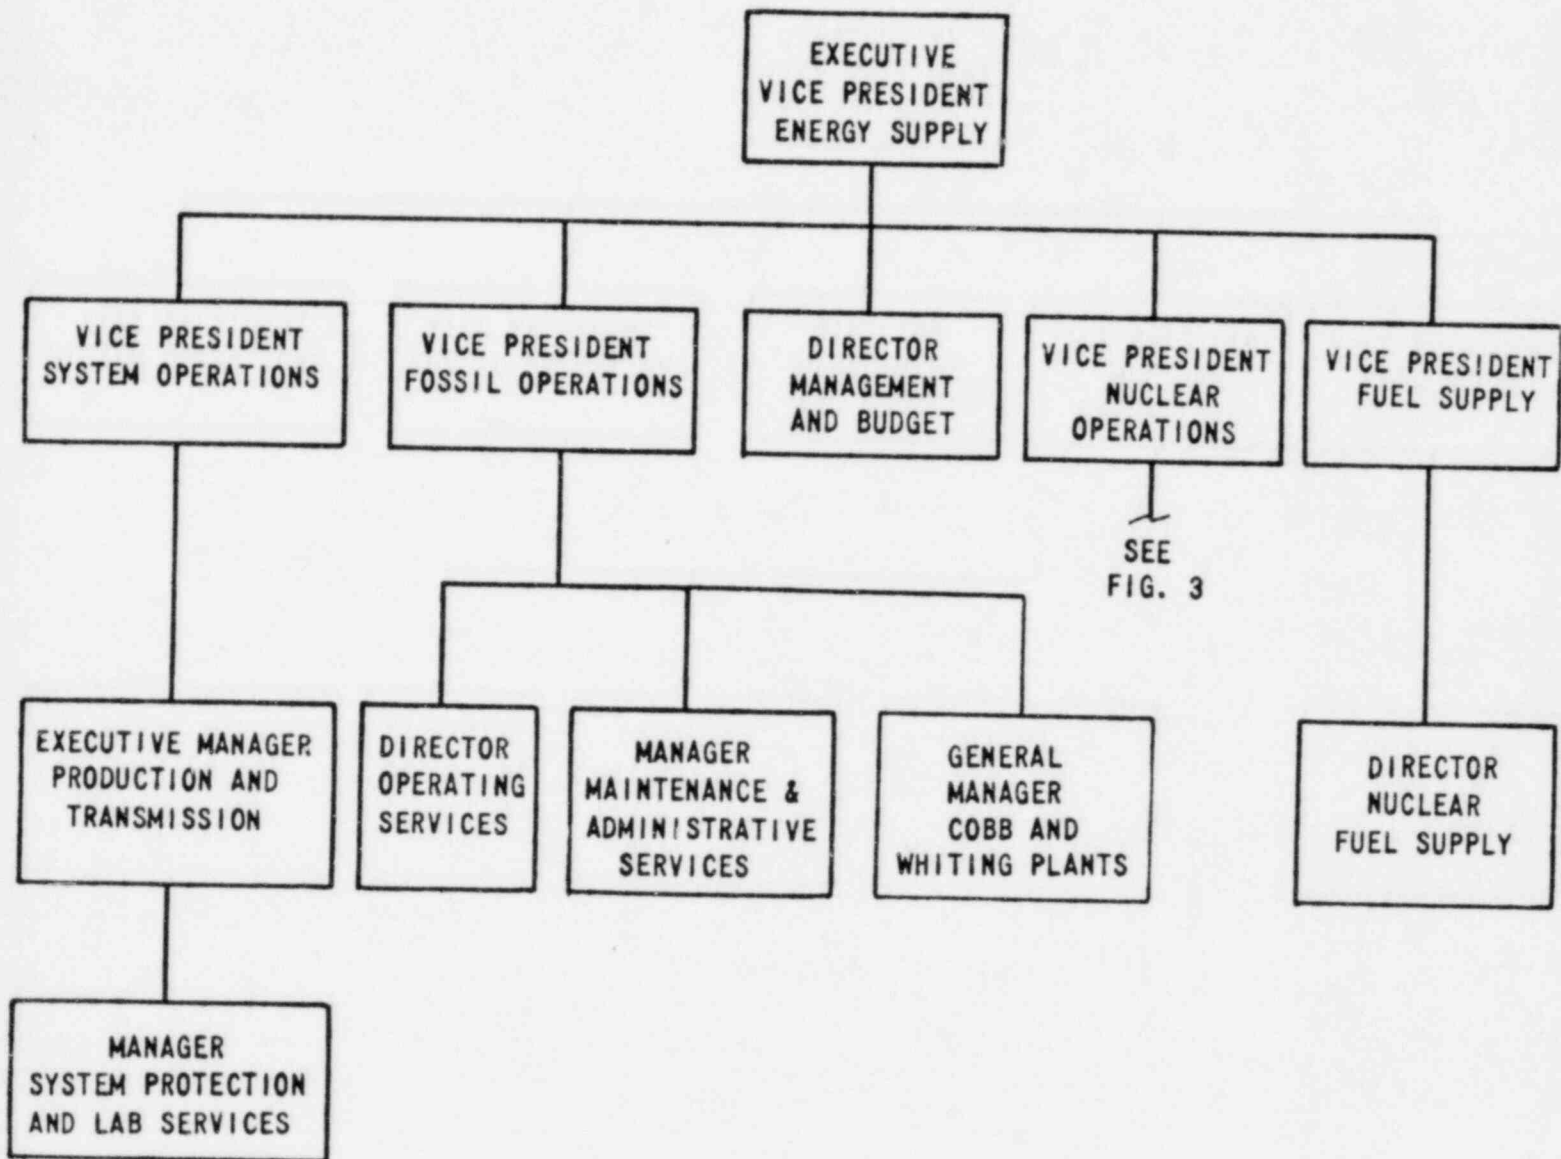 EXECUTIVE
VICE PRESIDENT
ENERGY SUPPLY
VICE PRESIDENT
SYSTEM OPERATIONS
VICE PRESIDENT
FOSSIL OPERATIONS
DIRECTOR
MANAGEMENT
AND BUDGET
VICE PRESIDENT
NUCLEAR
OPERATIONS
VICE PRESIDENT
FUEL SUPPLY
SEE
FIG. 3
EXECUTIVE MANAGER
PRODUCTION AND
TRANSMISSION
DIRECTOR
OPERATING
SERVICES
MANAGER
MAINTENANCE &
ADMINISTRATIVE
SERVICES
GENERAL
MANAGER
COBB AND
WHITING PLANTS
DIRECTOR
NUCLEAR
FUEL SUPPLY
MANAGER
SYSTEM PROTECTION
AND LAB SERVICES